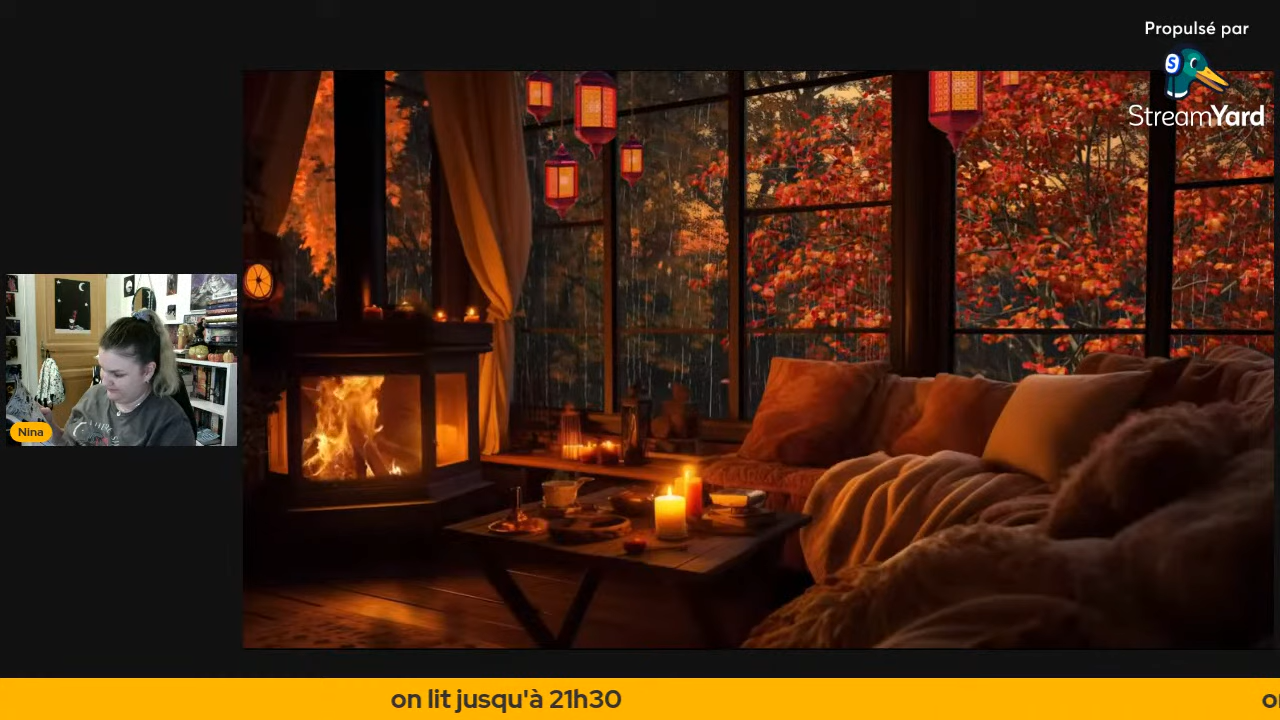 Propulsé par
S
StreamYard
Nina
on lit jusqu'à 21h30